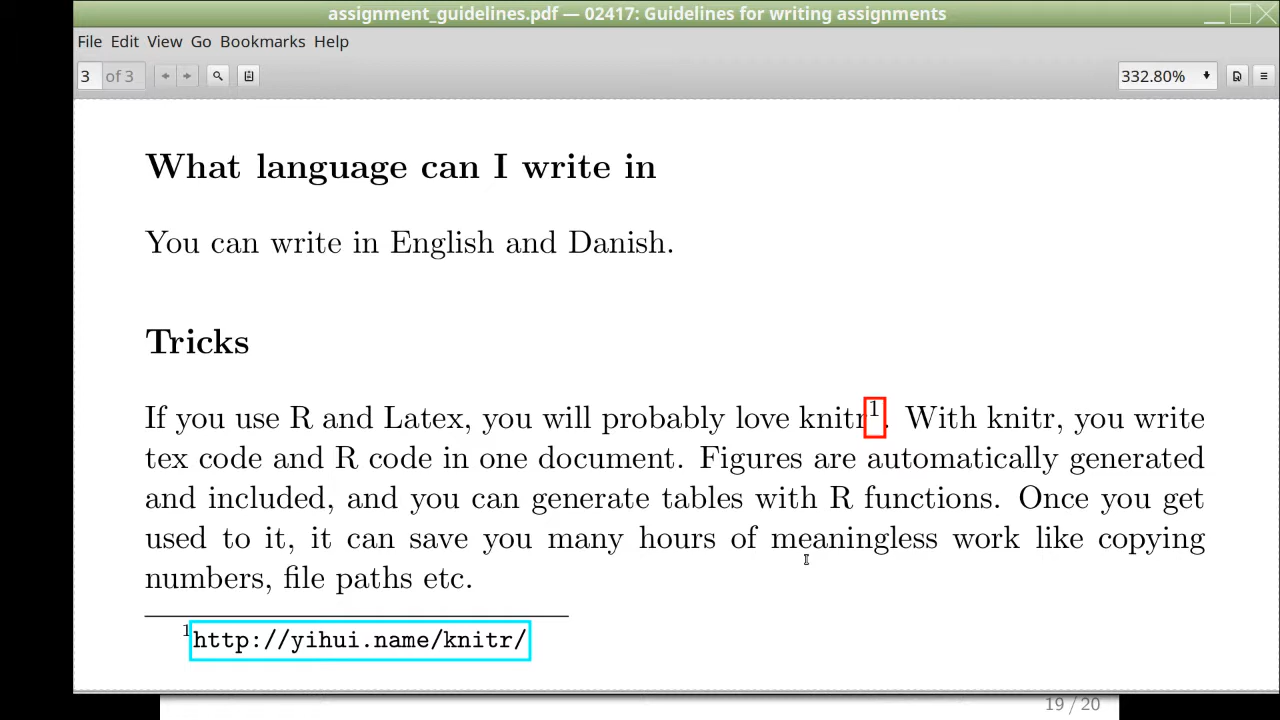 assignment_guidelines.pdf — 02417: Guidelines for writing assignments
File Edit View Go Bookmarks Help
3 of 3
332.80%
What language can I write in
You can write in English and Danish.
Tricks
If you use R and Latex, you will probably love knitr1. With knitr, you write
tex code and R code in one document. Figures are automatically generated
and included, and you can generate tables with R functions. Once you get
used to it, it can save you many hours of meaningless work like copying
numbers, file paths etc.
1http://yihui.name/knitr/
19 / 20